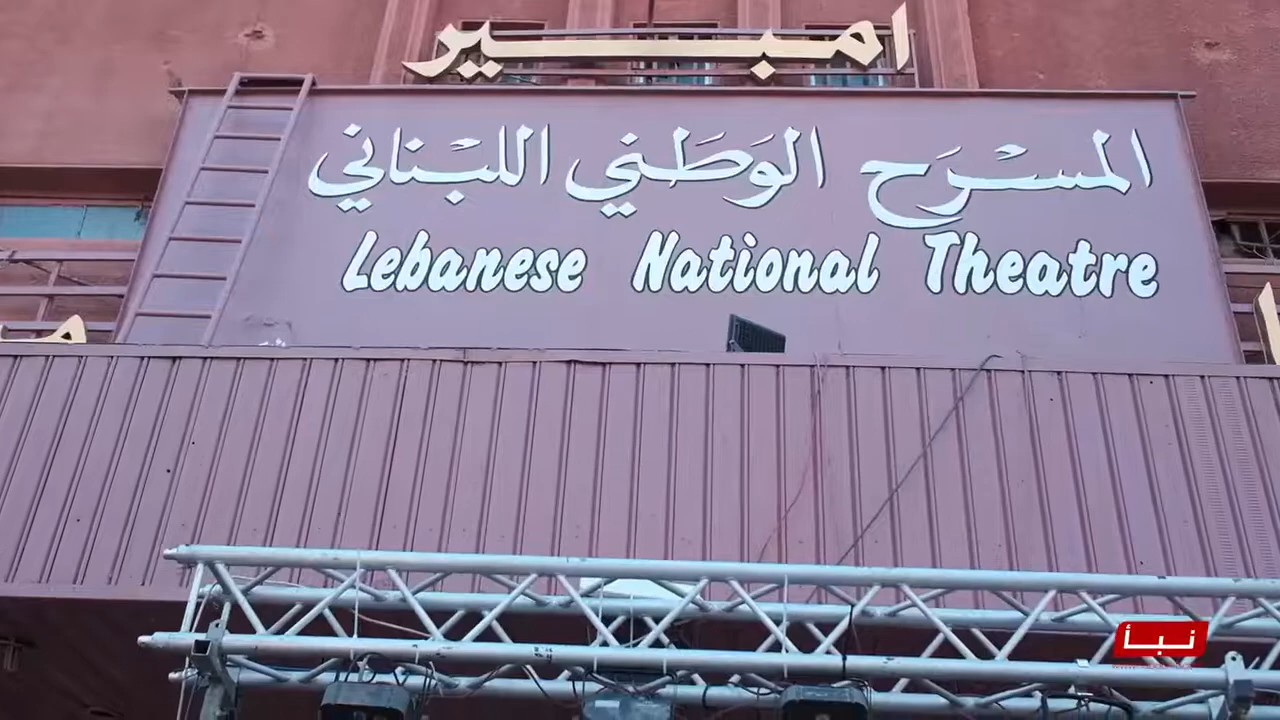 امبير
المسرح الوطني اللبناني
Lebanese National Theatre
نبأ